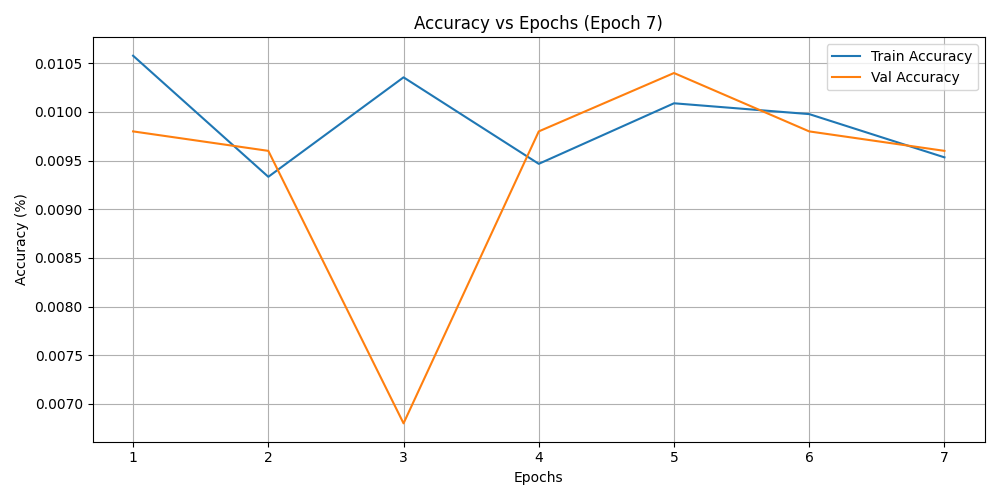 Accuracy vs Epochs (Epoch 7)
Train Accuracy
Val Accuracy
Accuracy (%)
0.0105
0.0100
0.0095
0.0090
0.0085
0.0080
0.0075
0.0070
1 2 3 4 5 6 7
Epochs